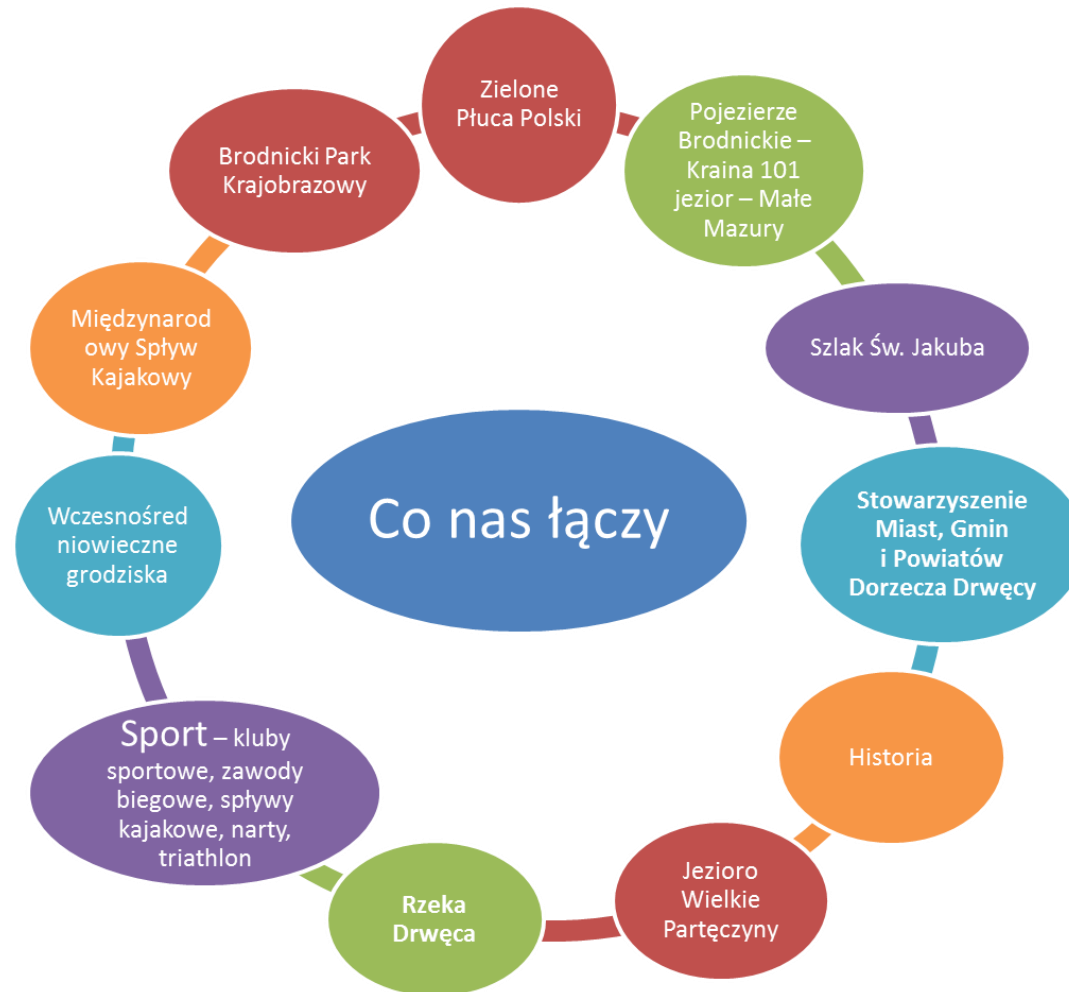 Zielone
Płuca Polski
Pojezierze
Brodnickie –
Kraina 101
jezior – Małe
Mazury
Szlak Św. Jakuba
Stowarzyszenie
Miast, Gmin
i Powiatów
Dorzecza Drwęcy
Historia
Jezioro
Wielkie
Partęczyny
Rzeka
Drwęca
Sport – kluby
sportowe, zawody
biegowe, spływy
kajakowe, narty,
triathlon
Wczesnośred
niowieczne
grodziska
Międzynarod
owy Spływ
Kajakowy
Brodnicki Park
Krajobrazowy
Co nas łączy